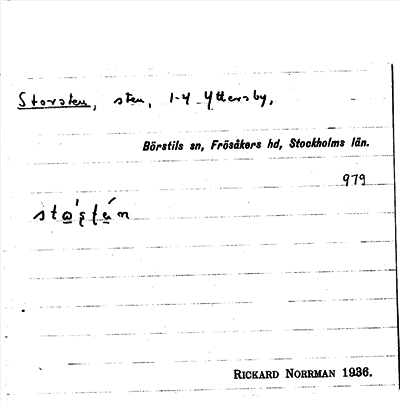 Storsten, sten, 1-4 Yttersby,
Börstils sn, Frösåkers hd, Stockholms län.
979
RICKARD NORRMAN 1936.